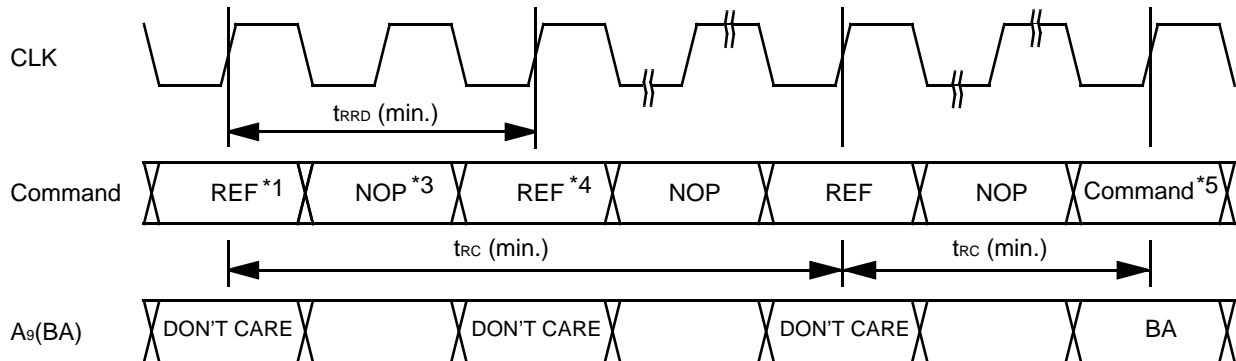 CLK
tRRD (min.)
Command REF *1 NOP *3 REF *4 NOP REF NOP Command *5
tRC (min.) tRC (min.)
A9(BA) DON'T CARE DON'T CARE DON'T CARE BA